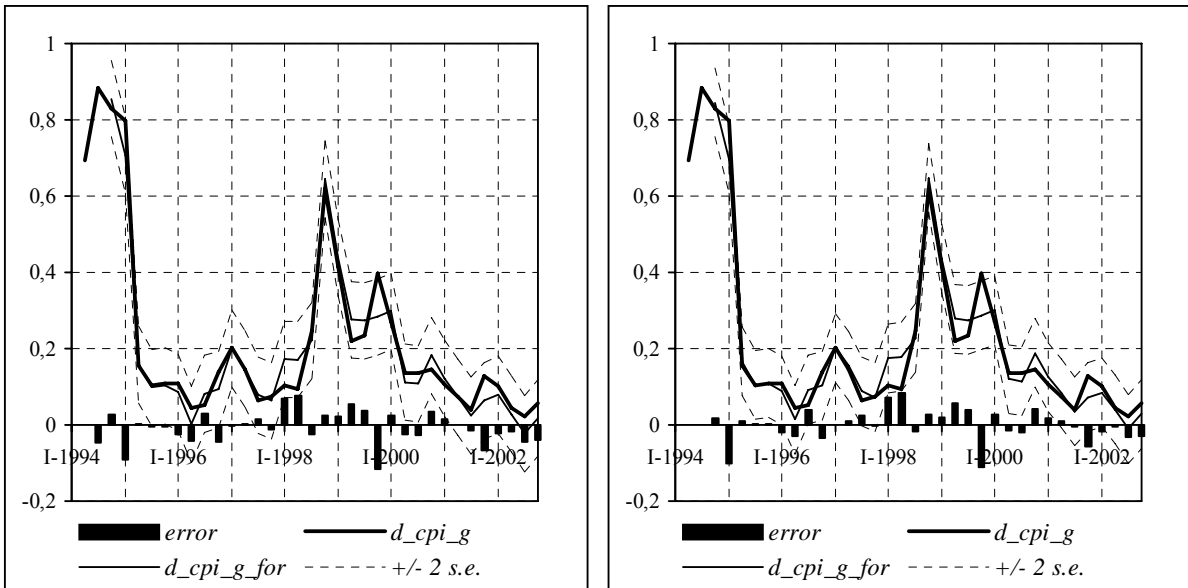 1
0,8
0,6
0,4
0,2
0
I-1994 I-1996 I-1998 I-2000 I-2002
-0,2
error d_cpi_g
d_cpi_g_for +/- 2 s.e.
1
0,8
0,6
0,4
0,2
0
I-1994 I-1996 I-1998 I-2000 I-2002
-0,2
error d_cpi_g
d_cpi_g_for +/- 2 s.e.